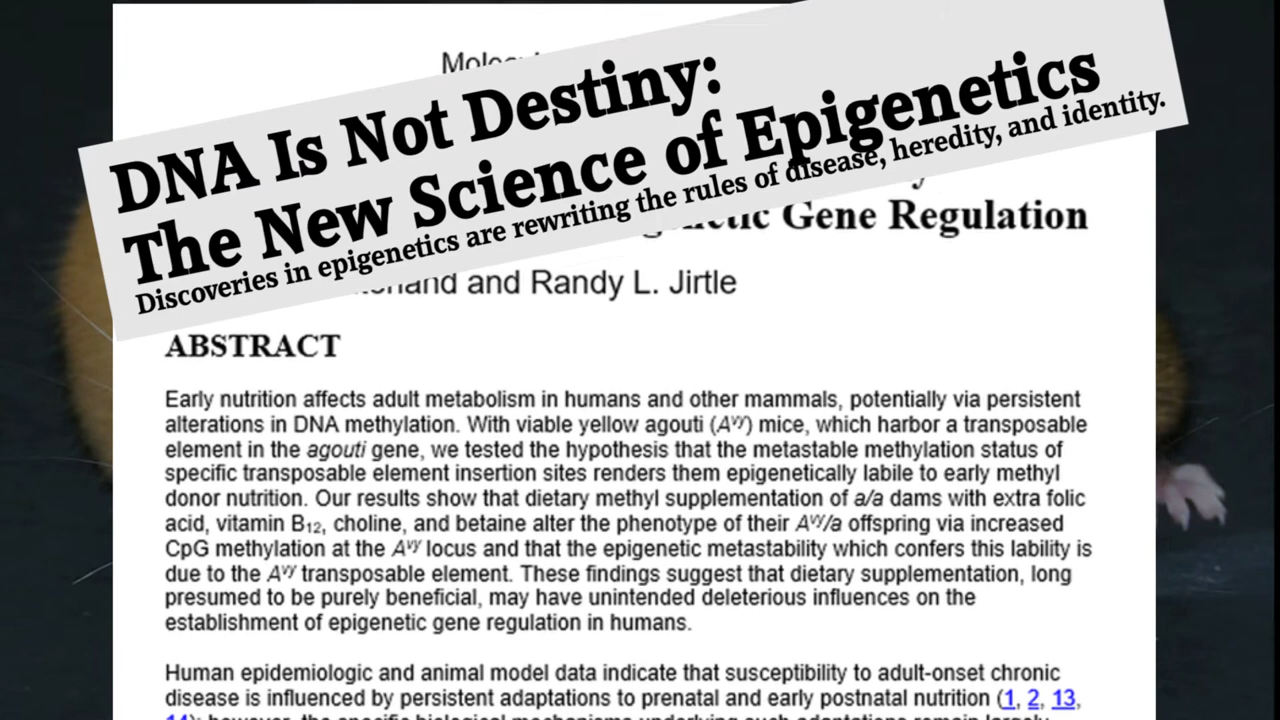 DNA Is Not Destiny:
The New Science of Epigenetics
Discoveries in epigenetics are rewriting the rules of disease, heredity, and identity.
Gene Regulation
and Randy L. Jirtle
ABSTRACT
Early nutrition affects adult metabolism in humans and other mammals, potentially via persistent
alterations in DNA methylation. With viable yellow agouti (Aᵛʸ) mice, which harbor a transposable
element in the agouti gene, we tested the hypothesis that the metastable methylation status of
specific transposable element insertion sites renders them epigenetically labile to early methyl
donor nutrition. Our results show that dietary methyl supplementation of a/a dams with extra folic
acid, vitamin B₁₂, choline, and betaine alter the phenotype of their Aᵛʸ/a offspring via increased
CpG methylation at the Aᵛʸ locus and that the epigenetic metastability which confers this lability is
due to the Aᵛʸ transposable element. These findings suggest that dietary supplementation, long
presumed to be purely beneficial, may have unintended deleterious influences on the
establishment of epigenetic gene regulation in humans.
Human epidemiologic and animal model data indicate that susceptibility to adult-onset chronic
disease is influenced by persistent adaptations to prenatal and early postnatal nutrition (1, 2, 13,